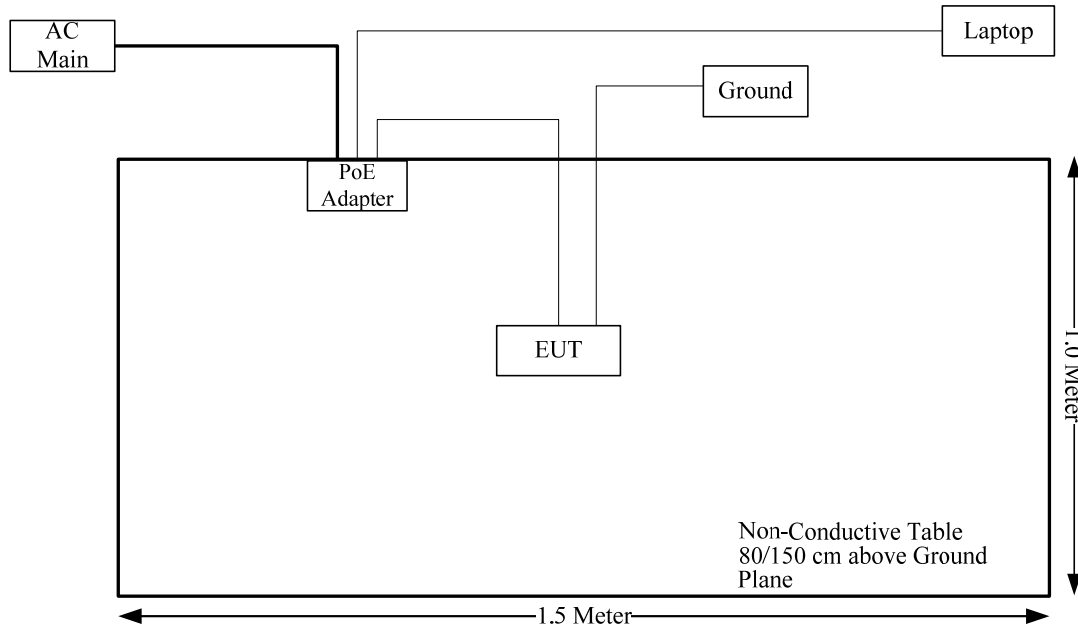 AC
Main
Laptop
Ground
PoE
Adapter
EUT
1.0 Meter
Non-Conductive Table
80/150 cm above Ground
Plane
1.5 Meter